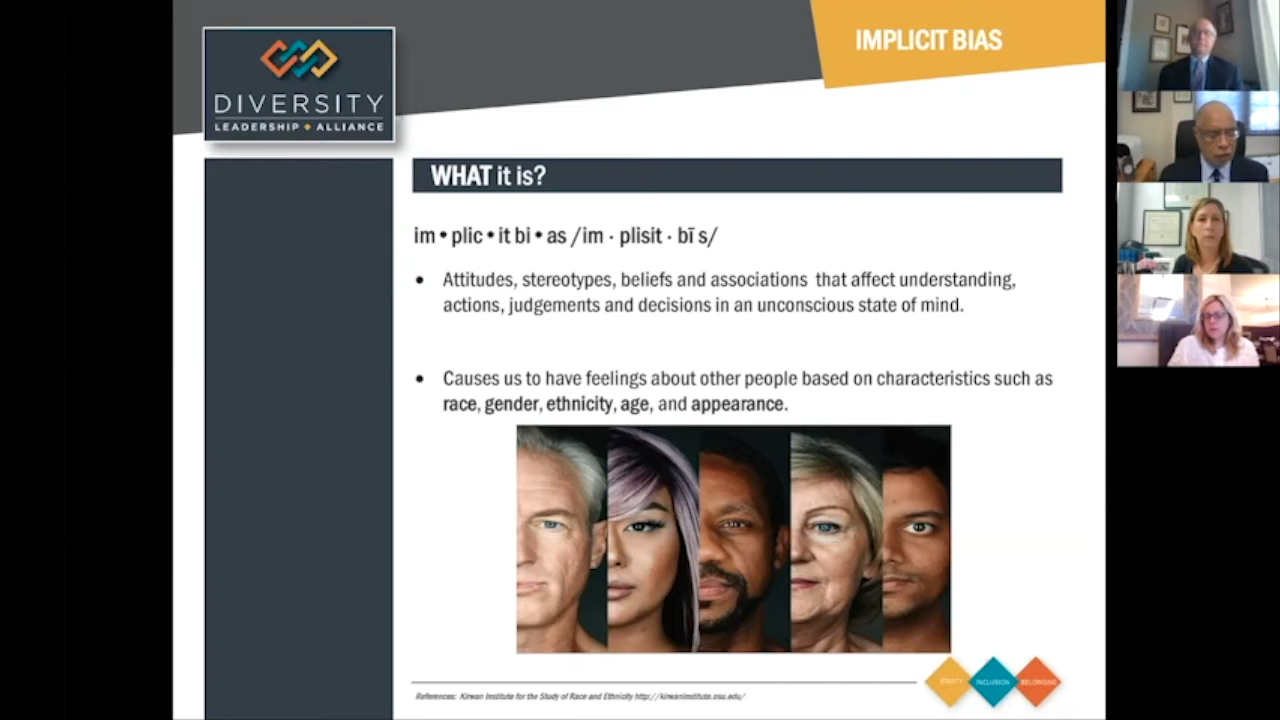 IMPLICIT BIAS
DIVERSITY
LEADERSHIP ALLIANCE
WHAT it is?
im • plic • it bi • as /im · plisit · bī s/
• Attitudes, stereotypes, beliefs and associations that affect understanding,
actions, judgements and decisions in an unconscious state of mind.
• Causes us to have feelings about other people based on characteristics such as
race, gender, ethnicity, age, and appearance.
EQUITY INCLUSION BELONGING
References: Kirwan Institute for the Study of Race and Ethnicity http://kirwaninstitute.osu.edu/